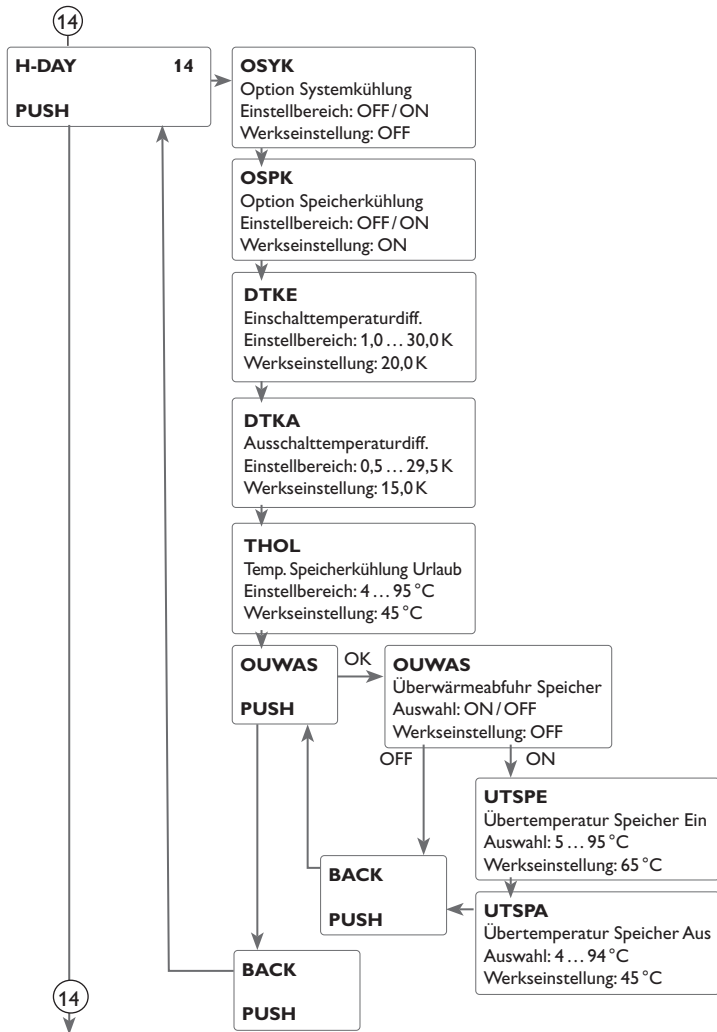 14
H-DAY 14
PUSH
OSYK
Option Systemkühlung
Einstellbereich: OFF / ON
Werkseinstellung: OFF
OSPK
Option Speicherkühlung
Einstellbereich: OFF / ON
Werkseinstellung: ON
DTKE
Einschalttemperaturdiff.
Einstellbereich: 1,0 … 30,0 K
Werkseinstellung: 20,0 K
DTKA
Ausschalttemperaturdiff.
Einstellbereich: 0,5 … 29,5 K
Werkseinstellung: 15,0 K
THOL
Temp. Speicherkühlung Urlaub
Einstellbereich: 4 … 95 °C
Werkseinstellung: 45 °C
OUWAS
PUSH
OK
OUWAS
Überwärmeabfuhr Speicher
Auswahl: ON / OFF
Werkseinstellung: OFF
OFF
ON
UTSPE
Übertemperatur Speicher Ein
Auswahl: 5 … 95 °C
Werkseinstellung: 65 °C
UTSPA
Übertemperatur Speicher Aus
Auswahl: 4 … 94 °C
Werkseinstellung: 45 °C
BACK
PUSH
BACK
PUSH
14